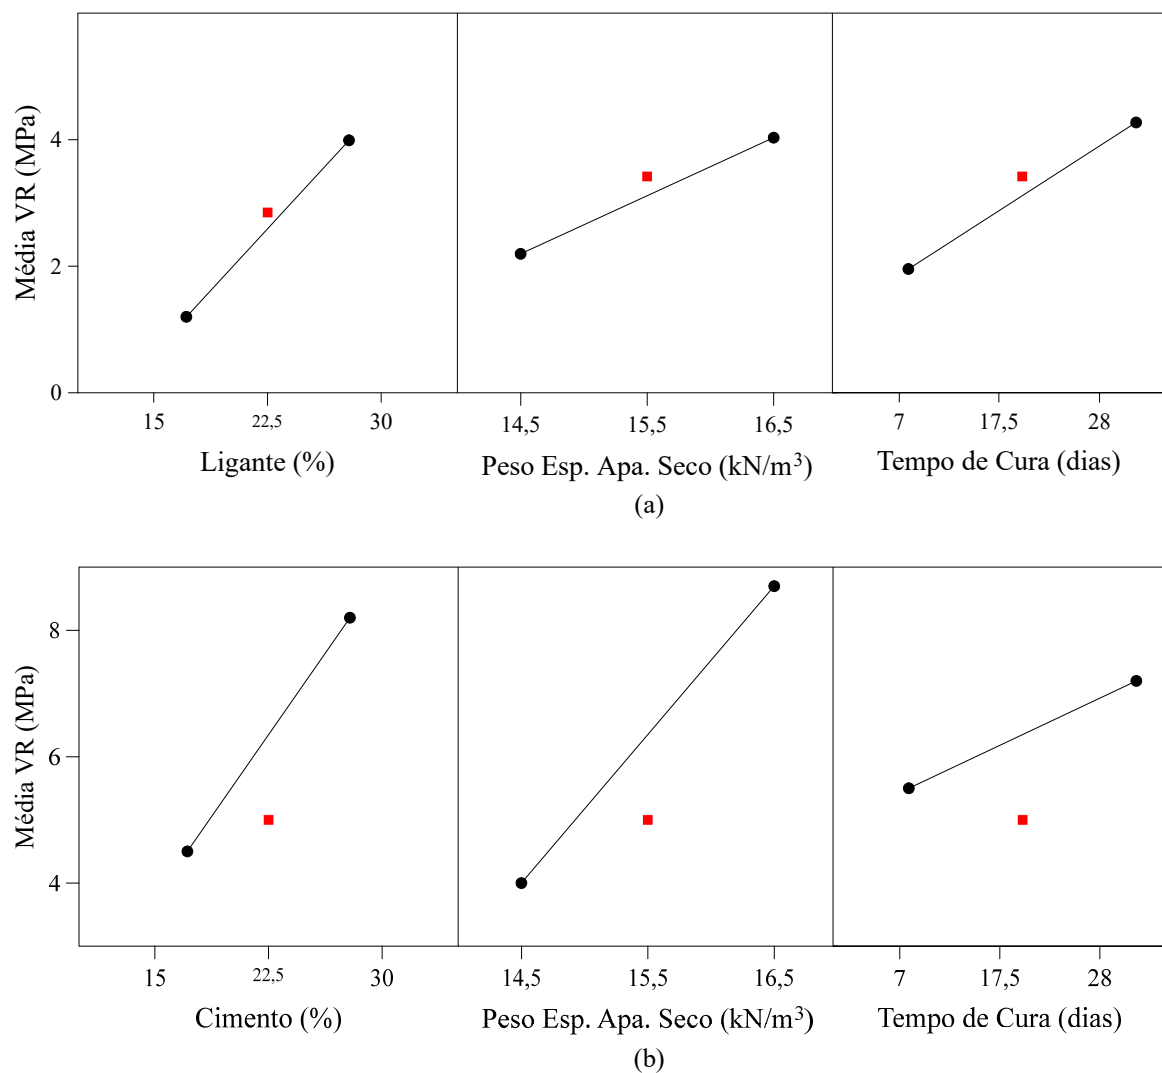 Média VR (MPa)
4
2
0
15 22,5 30
14,5 15,5 16,5
7 17,5 28
Ligante (%)
Peso Esp. Apa. Seco (kN/m³)
Tempo de Cura (dias)
(a)
Média VR (MPa)
8
6
4
15 22,5 30
14,5 15,5 16,5
7 17,5 28
Cimento (%)
Peso Esp. Apa. Seco (kN/m³)
Tempo de Cura (dias)
(b)